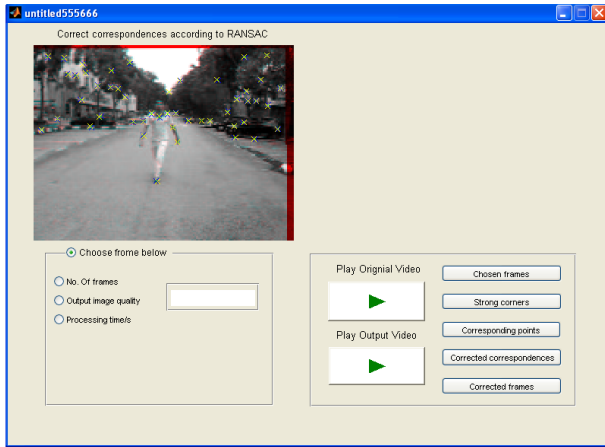 untitled555666
Correct correspondences according to RANSAC
Choose frome below
No. Of frames
Output image quality
Processing time/s
Play Orignial Video
Play Output Video
Chosen frames
Strong corners
Corresponding points
Corrected correspondences
Corrected frames